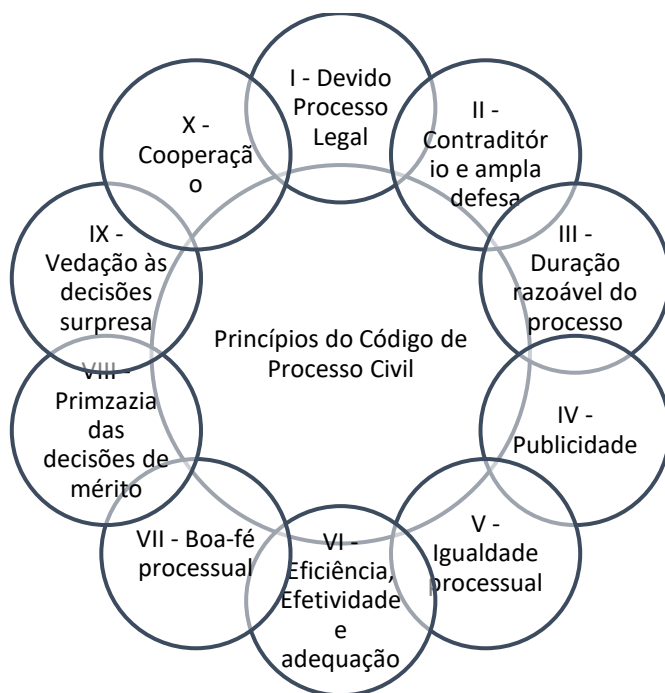 I - Devido
Processo
Legal
II -
Contraditór
io e ampla
defesa
III -
Duração
razoável do
processo
IV -
Publicidade
V -
Igualdade
processual
VI -
Eficiência,
Efetividade
e
adequação
VII - Boa-fé
processual
VIII -
Primzazia
das
decisões de
mérito
IX -
Vedação às
decisões
surpresa
X -
Cooperaçã
o
Princípios do Código de
Processo Civil